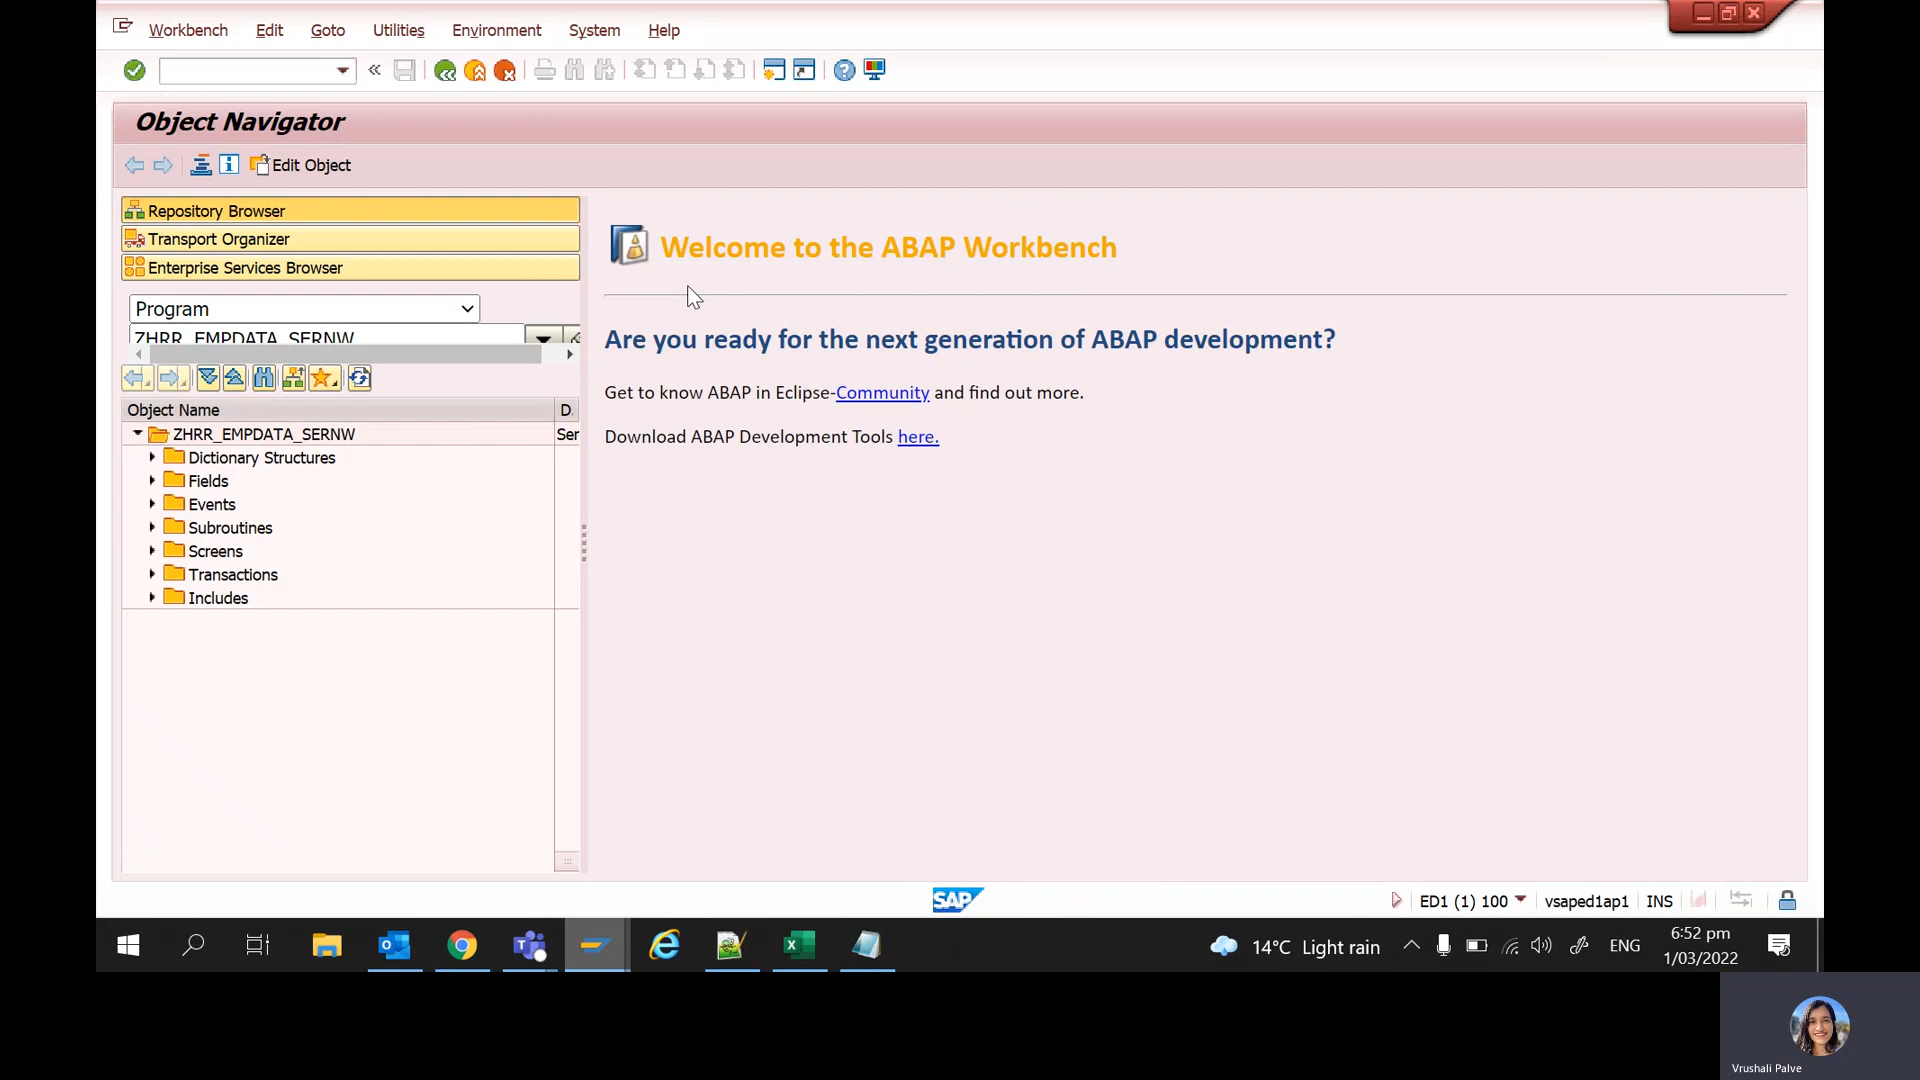 Workbench Edit Goto Utilities Environment System Help
Object Navigator
Edit Object
Repository Browser
Transport Organizer
Enterprise Services Browser
Program
ZHRR_EMPDATA_SERNW
Object Name D.
ZHRR_EMPDATA_SERNW Ser
Dictionary Structures
Fields
Events
Subroutines
Screens
Transactions
Includes
Welcome to the ABAP Workbench
Are you ready for the next generation of ABAP development?
Get to know ABAP in Eclipse-Community and find out more.
Download ABAP Development Tools here.
SAP
ED1 (1) 100 vsaped1ap1 INS
14°C Light rain ENG
6:52 pm
1/03/2022
Vrushali Palve